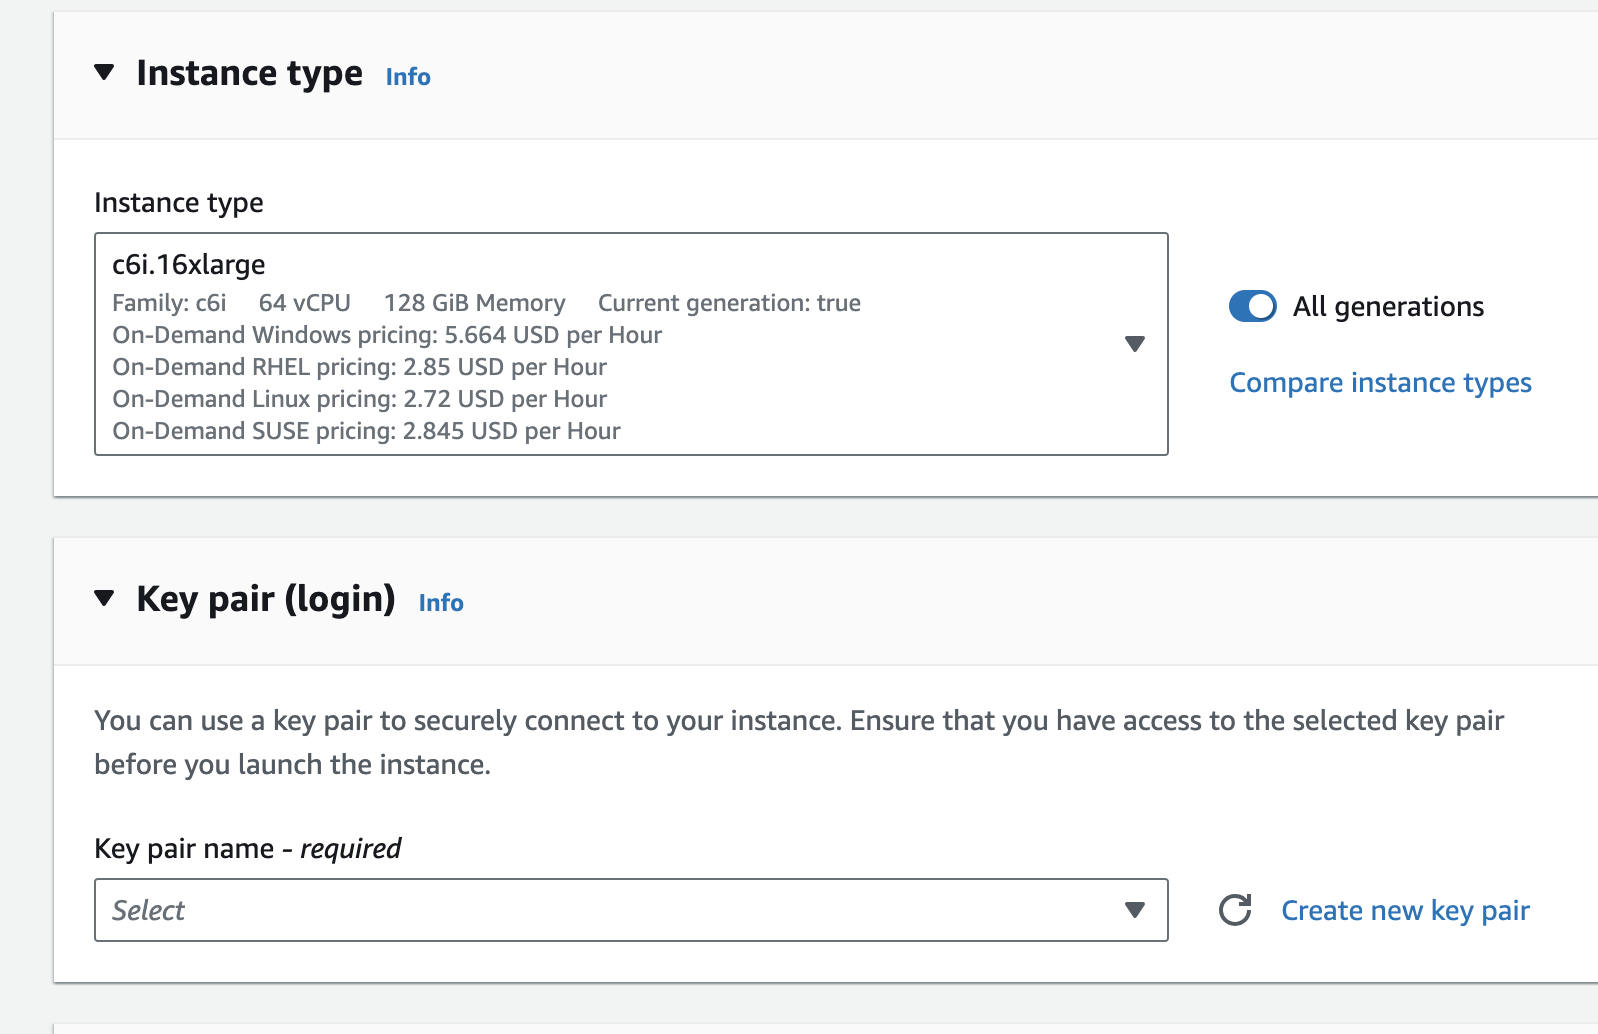 Instance type Info
Instance type
c6i.16xlarge
Family: c6i 64 vCPU 128 GiB Memory Current generation: true
On-Demand Windows pricing: 5.664 USD per Hour
On-Demand RHEL pricing: 2.85 USD per Hour
On-Demand Linux pricing: 2.72 USD per Hour
On-Demand SUSE pricing: 2.845 USD per Hour
All generations
Compare instance types
Key pair (login) Info
You can use a key pair to securely connect to your instance. Ensure that you have access to the selected key pair
before you launch the instance.
Key pair name - required
Select
Create new key pair